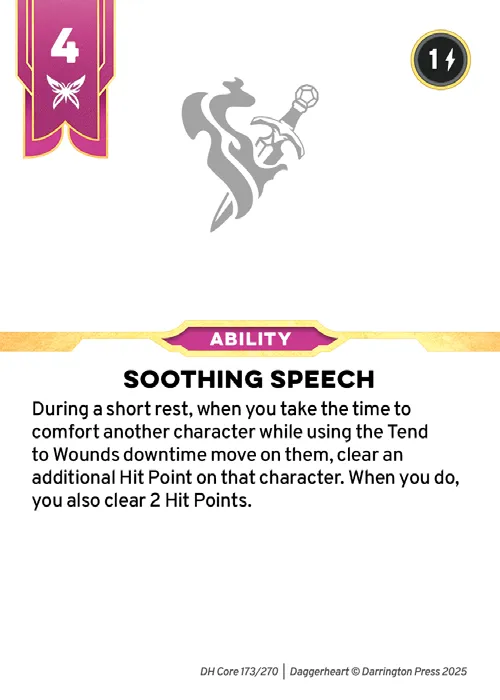 4
1
ABILITY
SOOTHING SPEECH
During a short rest, when you take the time to
comfort another character while using the Tend
to Wounds downtime move on them, clear an
additional Hit Point on that character. When you do,
you also clear 2 Hit Points.
DH Core 173/270 | Daggerheart © Darrington Press 2025